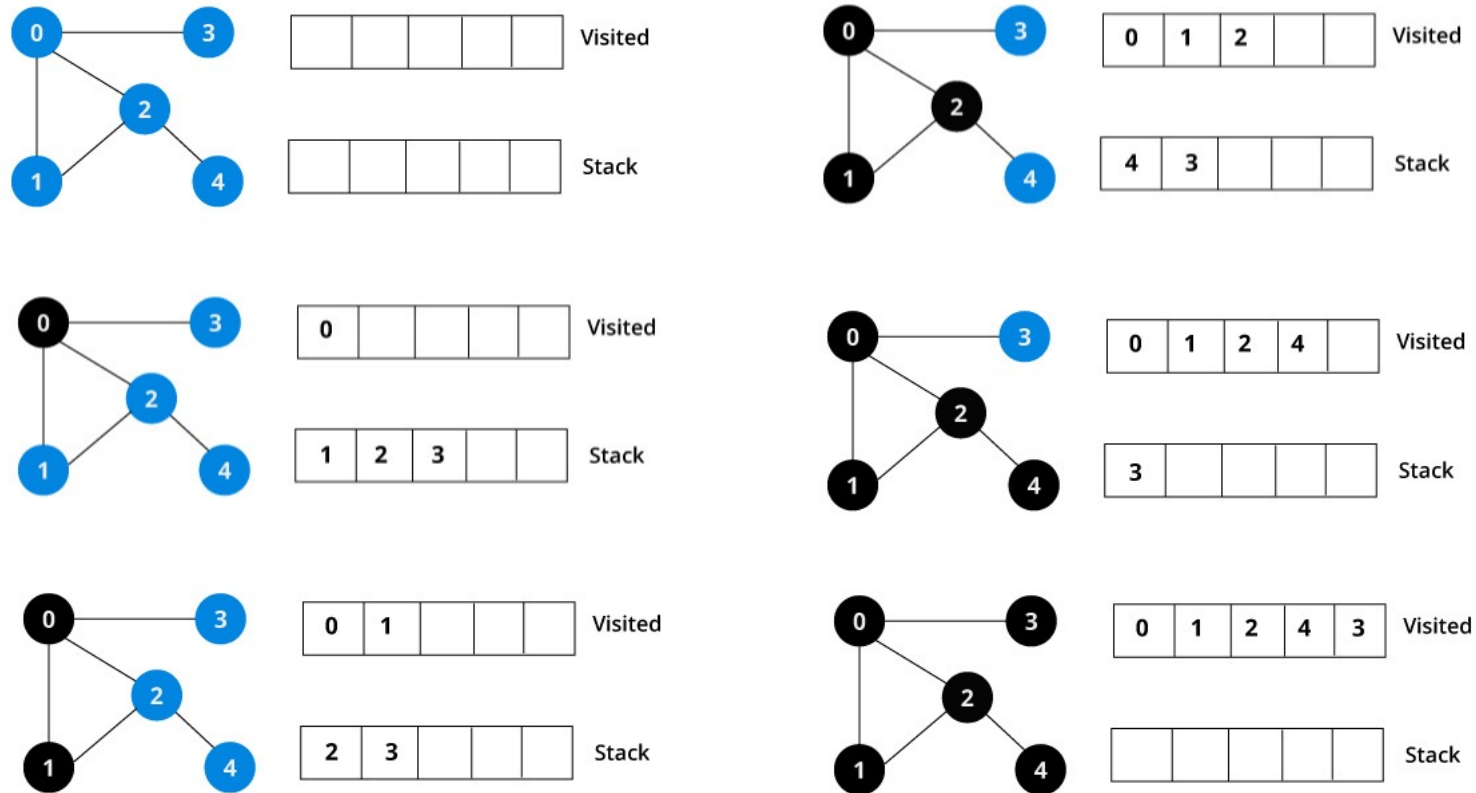 0 3 Visited
2
1 4 Stack
0 3 0 Visited
2
1 4 1 2 3 Stack
0 3 0 1 Visited
2
1 4 2 3 Stack
0 3 0 1 2 Visited
2
1 4 4 3 Stack
0 3 0 1 2 4 Visited
2
1 4 3 Stack
0 3 0 1 2 4 3 Visited
2
1 4 Stack